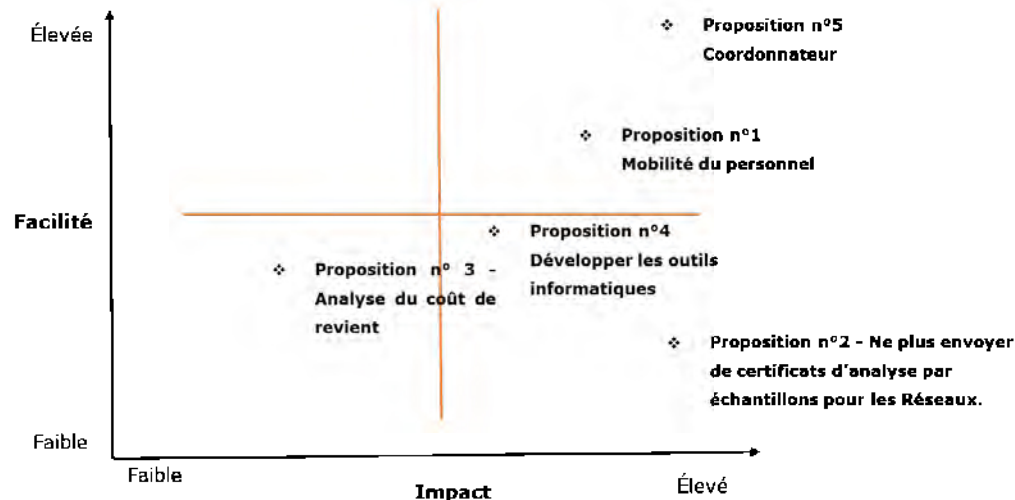 Élevée
Proposition n°5
Coordonnateur
Proposition n°1
Mobilité du personnel
Facilité
Proposition n°4
Développer les outils
informatiques
Proposition n° 3 -
Analyse du coût de
revient
Proposition n°2 - Ne plus envoyer
de certificats d'analyse par
échantillons pour les Réseaux.
Faible
Faible
Impact
Élevé